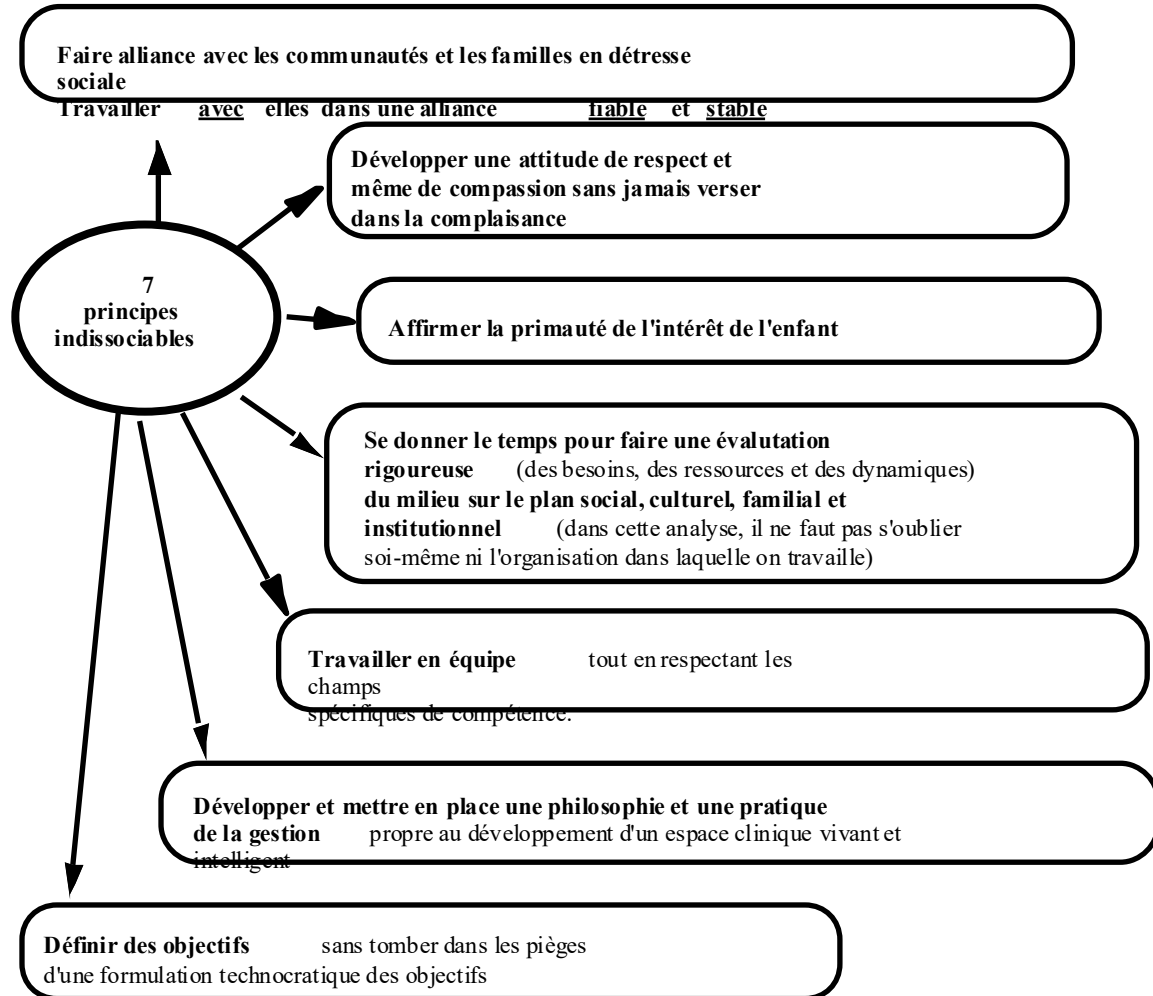 Faire alliance avec les communautés et les familles en détresse
sociale
Travailler avec elles dans une alliance fiable et stable
Développer une attitude de respect et
même de compassion sans jamais verser
dans la complaisance
7
principes
indissociables
Affirmer la primauté de l'intérêt de l'enfant
Se donner le temps pour faire une évalutation
rigoureuse (des besoins, des ressources et des dynamiques)
du milieu sur le plan social, culturel, familial et
institutionnel (dans cette analyse, il ne faut pas s'oublier
soi-même ni l'organisation dans laquelle on travaille)
Travailler en équipe tout en respectant les
champs
spécifiques de compétence.
Développer et mettre en place une philosophie et une pratique
de la gestion propre au développement d'un espace clinique vivant et
intelligent
Définir des objectifs sans tomber dans les pièges
d'une formulation technocratique des objectifs